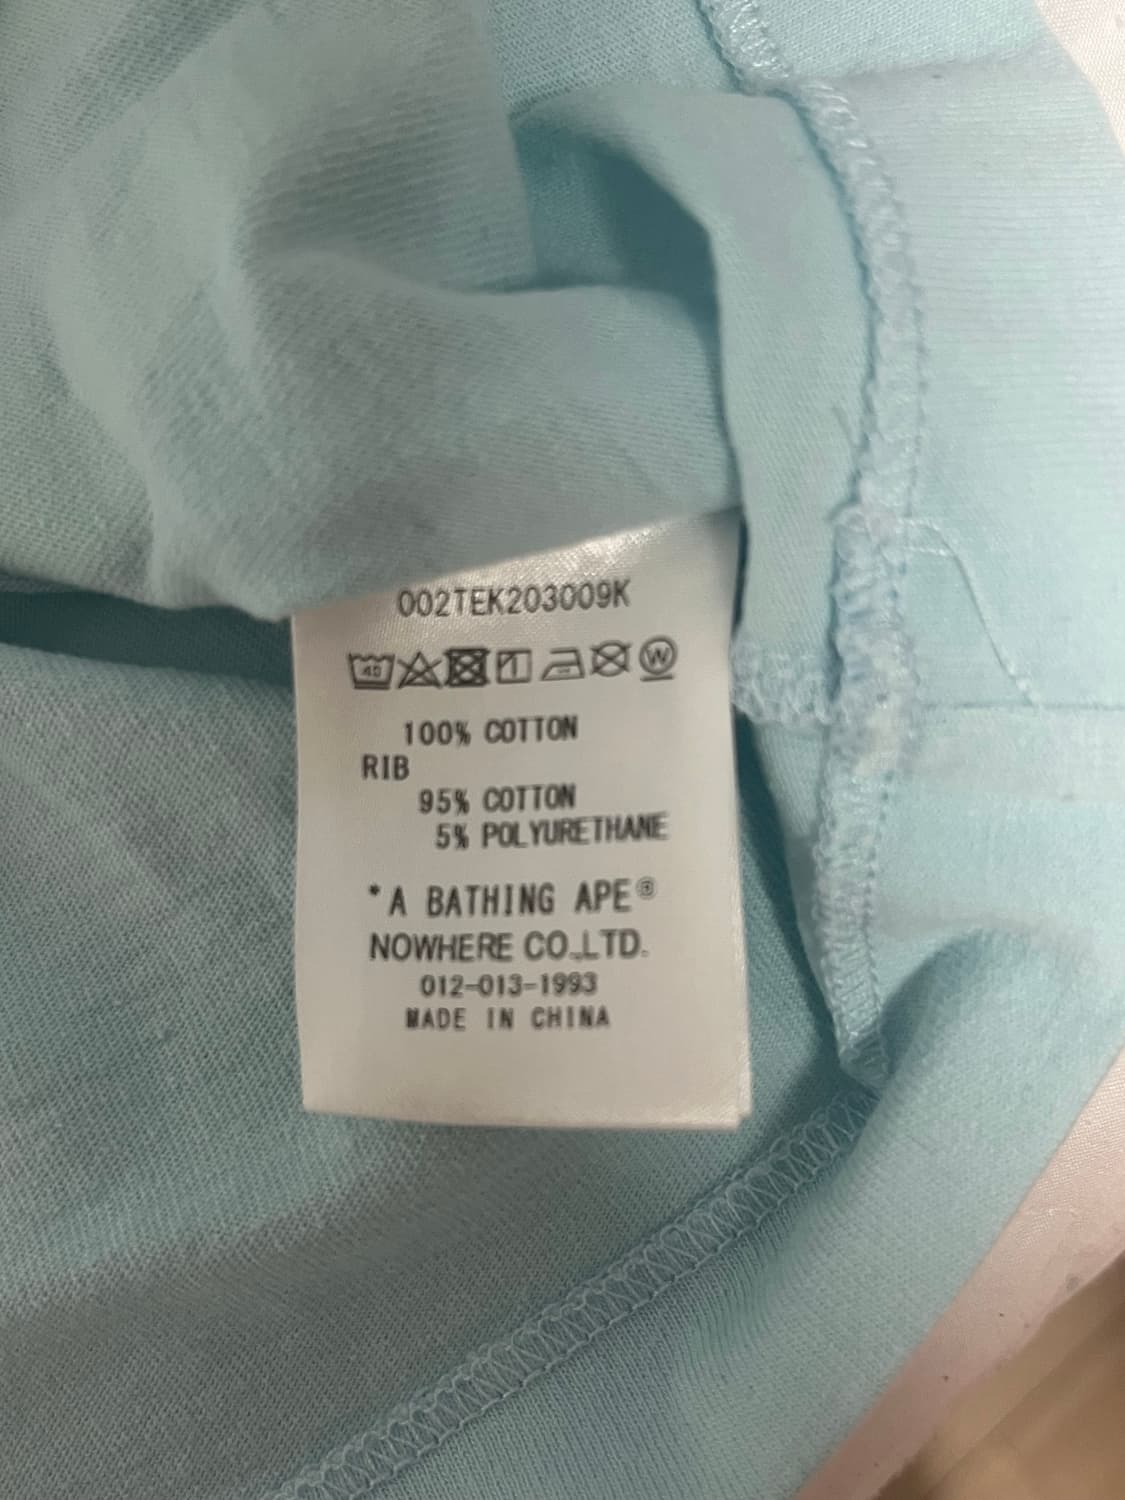 002TEK203009K
40 W
100% COTTON
RIB
95% COTTON
5% POLYURETHANE
*A BATHING APE®
NOWHERE CO.,LTD.
012-013-1993
MADE IN CHINA